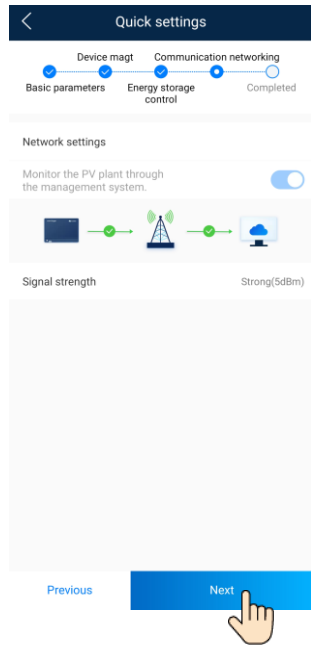 Quick settings
Device magt Communication networking
Basic parameters Energy storage Completed
control
Network settings
Monitor the PV plant through
the management system.
Signal strength Strong(5dBm)
Previous Next